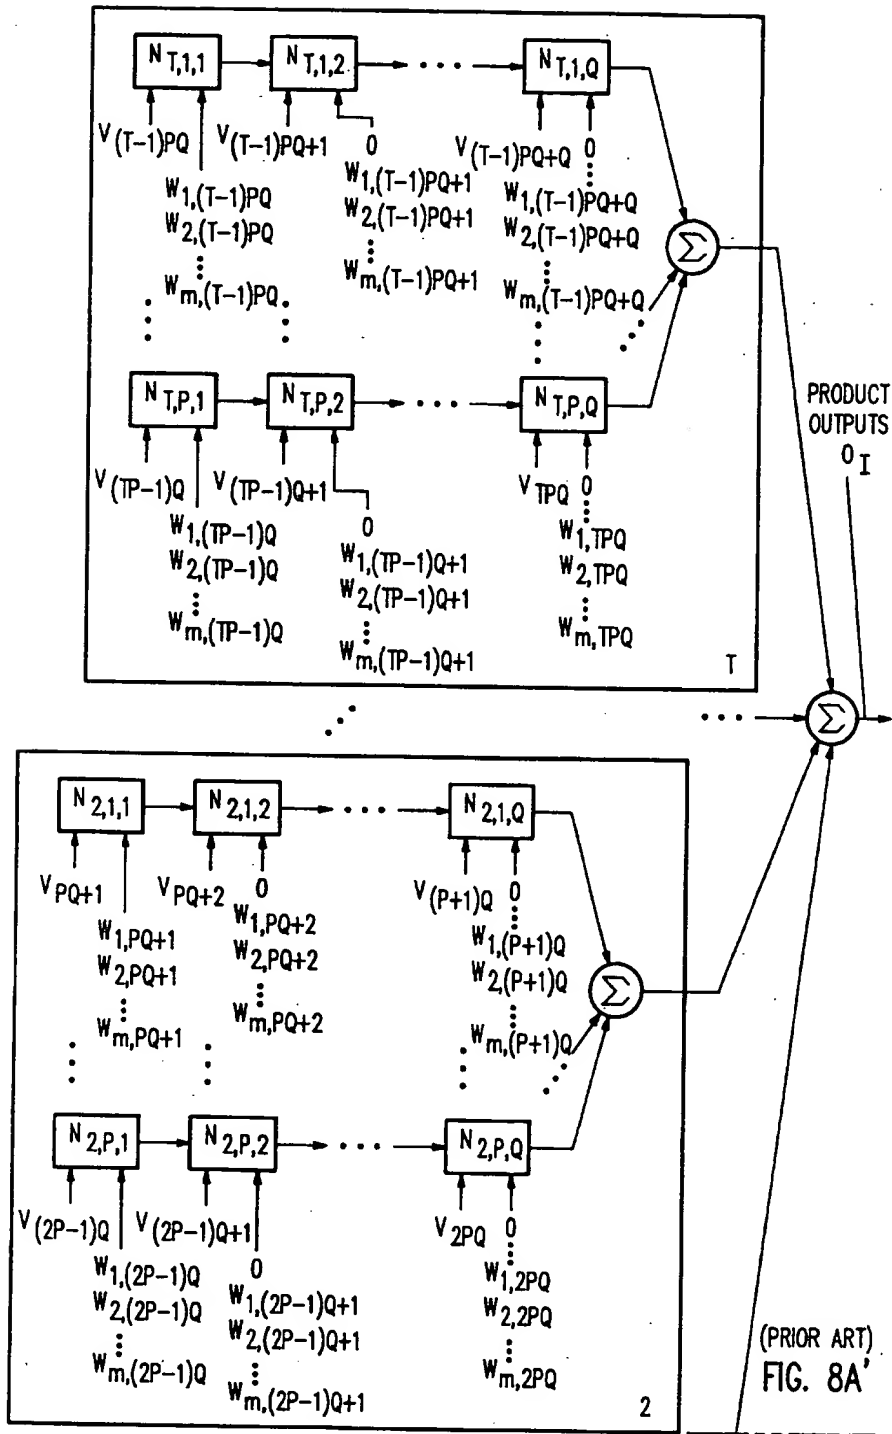 N T,1,1 N T,1,2 ... N T,1,Q
V (T-1)PQ V (T-1)PQ+1 0 V (T-1)PQ+Q 0
W 1,(T-1)PQ W 1,(T-1)PQ+1 W 1,(T-1)PQ+Q
W 2,(T-1)PQ W 2,(T-1)PQ+1 W 2,(T-1)PQ+Q
Σ
W m,(T-1)PQ W m,(T-1)PQ+1 W m,(T-1)PQ+Q
N T,P,1 N T,P,2 ... N T,P,Q
PRODUCT
OUTPUTS
O I
V (TP-1)Q V (TP-1)Q+1 0 V TPQ 0
W 1,(TP-1)Q W 1,(TP-1)Q+1 W 1,TPQ
W 2,(TP-1)Q W 2,(TP-1)Q+1 W 2,TPQ
W m,(TP-1)Q W m,(TP-1)Q+1 W m,TPQ
T
... Σ
N 2,1,1 N 2,1,2 ... N 2,1,Q
V PQ+1 V PQ+2 0 V (P+1)Q 0
W 1,PQ+1 W 1,PQ+2 W 1,(P+1)Q
W 2,PQ+1 W 2,PQ+2 W 2,(P+1)Q
Σ
W m,PQ+1 W m,PQ+2 W m,(P+1)Q
N 2,P,1 N 2,P,2 ... N 2,P,Q
V (2P-1)Q V (2P-1)Q+1 0 V 2PQ 0
W 1,(2P-1)Q W 1,(2P-1)Q+1 W 1,2PQ
W 2,(2P-1)Q W 2,(2P-1)Q+1 W 2,2PQ
W m,(2P-1)Q W m,(2P-1)Q+1 W m,2PQ
2
(PRIOR ART)
FIG. 8A'